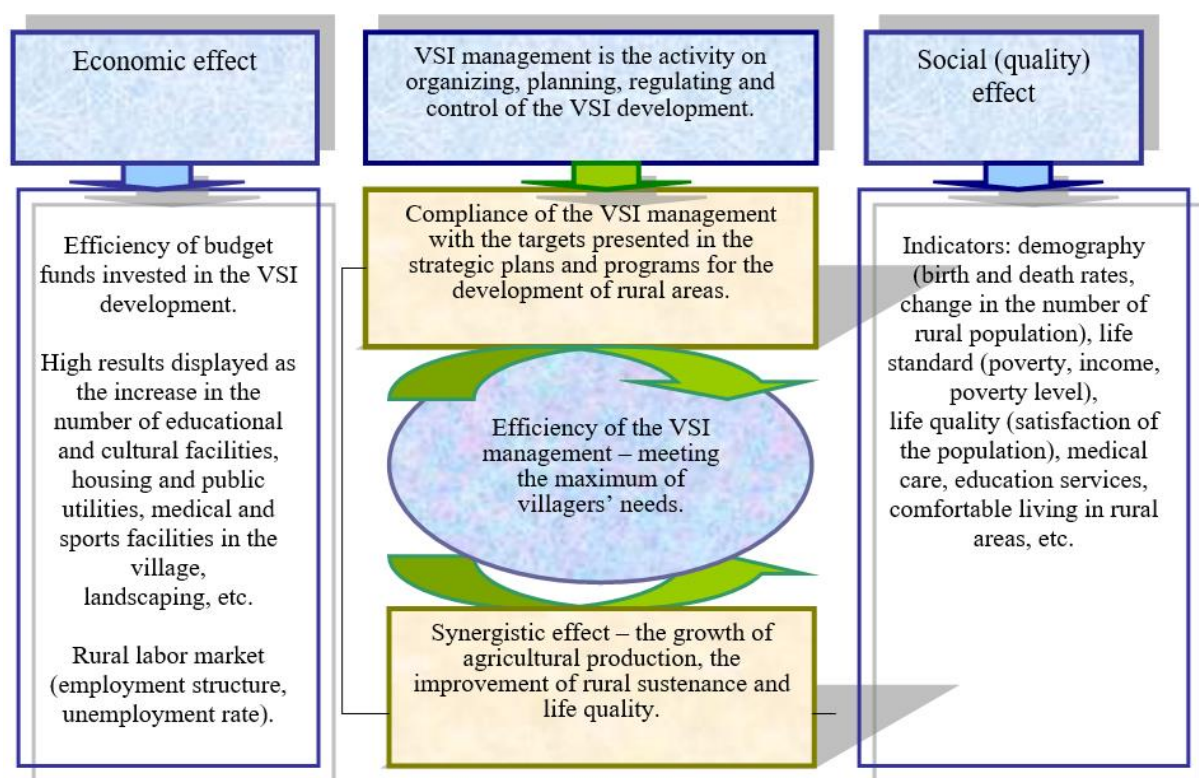 Economic effect
Efficiency of budget
funds invested in the VSI
development.
High results displayed as
the increase in the
number of educational
and cultural facilities,
housing and public
utilities, medical and
sports facilities in the
village,
landscaping, etc.
Rural labor market
(employment structure,
unemployment rate).
VSI management is the activity on
organizing, planning, regulating and
control of the VSI development.
Compliance of the VSI management
with the targets presented in the
strategic plans and programs for the
development of rural areas.
Efficiency of the VSI
management – meeting
the maximum of
villagers’ needs.
Synergistic effect – the growth of
agricultural production, the
improvement of rural sustenance and
life quality.
Social (quality)
effect
Indicators: demography
(birth and death rates,
change in the number of
rural population), life
standard (poverty, income,
poverty level),
life quality (satisfaction of
the population), medical
care, education services,
comfortable living in rural
areas, etc.